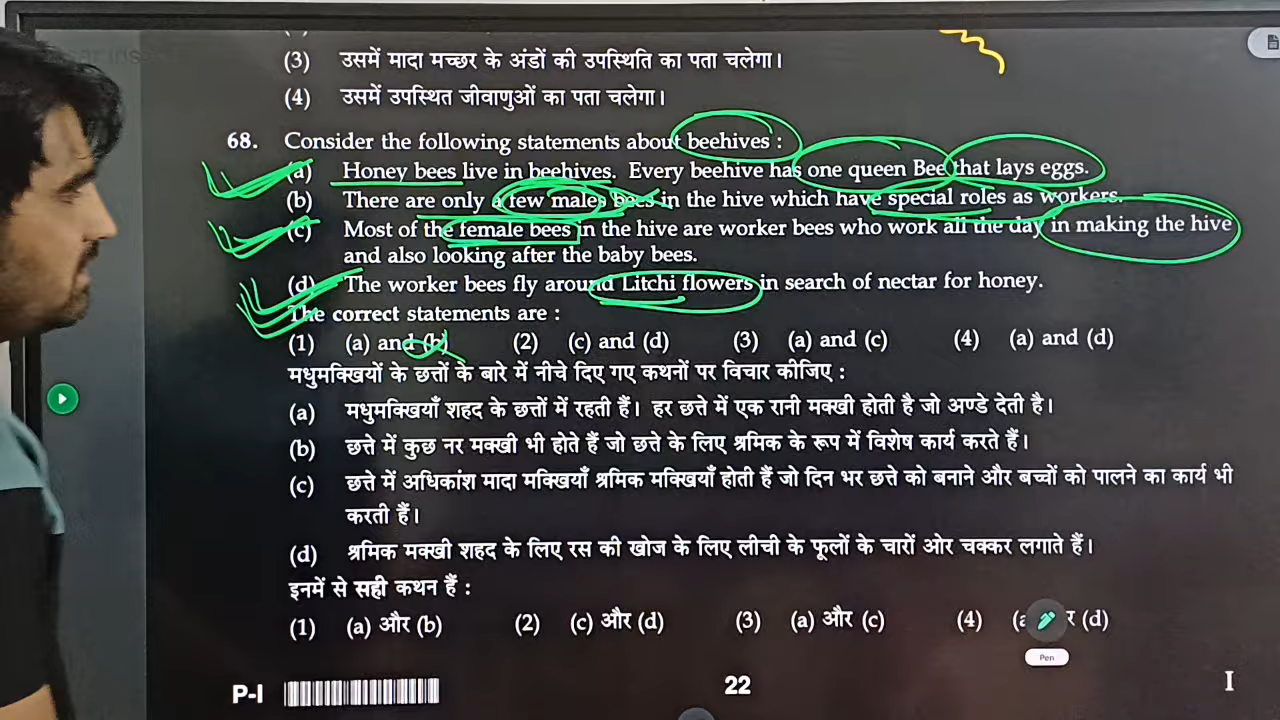 (3) उसमें मादा मच्छर के अंडों की उपस्थिति का पता चलेगा।
(4) उसमें उपस्थित जीवाणुओं का पता चलेगा।
68. Consider the following statements about beehives :
(a) Honey bees live in beehives. Every beehive has one queen Bee that lays eggs.
(b) There are only a few males bees in the hive which have special roles as workers.
(c) Most of the female bees in the hive are worker bees who work all the day in making the hive
and also looking after the baby bees.
(d) The worker bees fly around Litchi flowers in search of nectar for honey.
The correct statements are :
(1) (a) and (b) (2) (c) and (d) (3) (a) and (c) (4) (a) and (d)
मधुमक्खियों के छत्तों के बारे में नीचे दिए गए कथनों पर विचार कीजिए :
(a) मधुमक्खियाँ शहद के छत्तों में रहती हैं। हर छत्ते में एक रानी मक्खी होती है जो अण्डे देती है।
(b) छत्ते में कुछ नर मक्खी भी होते हैं जो छत्ते के लिए श्रमिक के रूप में विशेष कार्य करते हैं।
(c) छत्ते में अधिकांश मादा मक्खियाँ श्रमिक मक्खियाँ होती हैं जो दिन भर छत्ते को बनाने और बच्चों को पालने का कार्य भी
करती हैं।
(d) श्रमिक मक्खी शहद के लिए रस की खोज के लिए लीची के फूलों के चारों ओर चक्कर लगाते हैं।
इनमें से सही कथन हैं :
(1) (a) और (b) (2) (c) और (d) (3) (a) और (c) (4) (d)
Pen
P-I 22 I